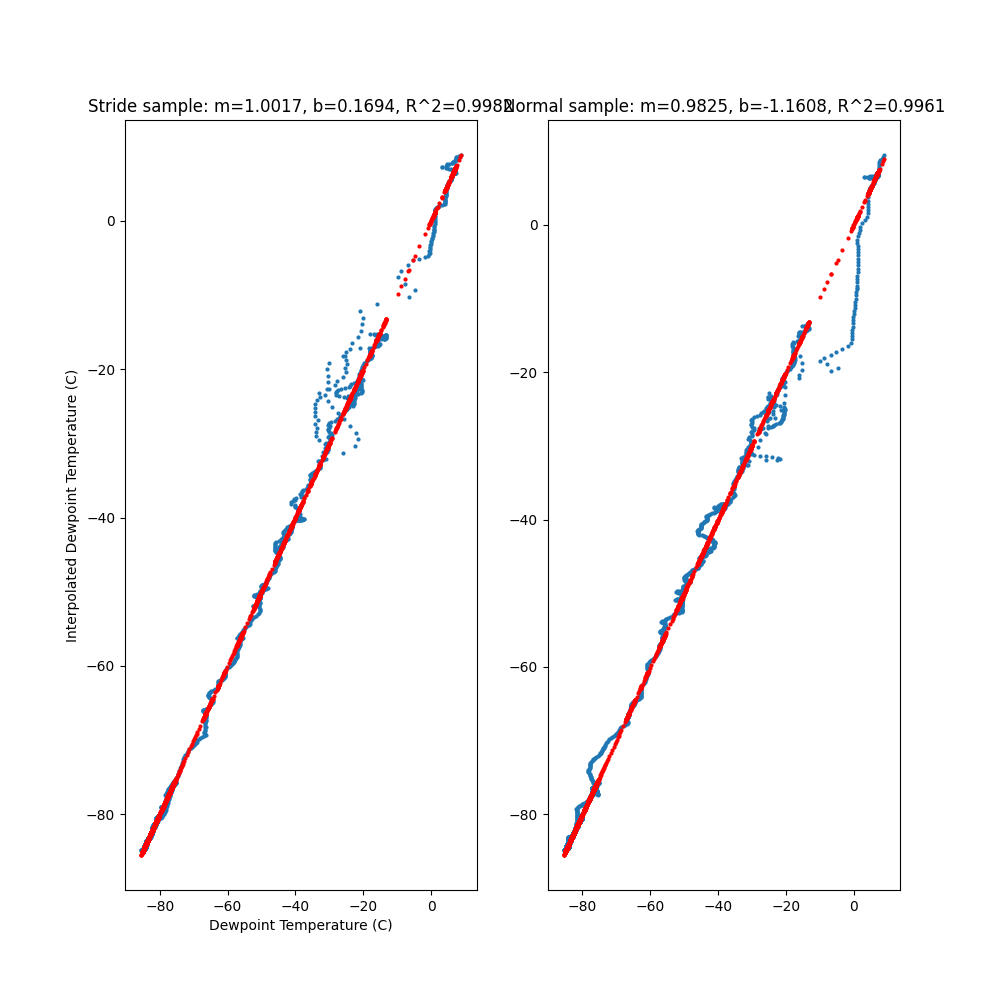 Stride sample: m=1.0017, b=0.1694, R^2=0.998
Normal sample: m=0.9825, b=-1.1608, R^2=0.9961
0
−20
−40
−60
−80
Interpolated Dewpoint Temperature (C)
−80 −60 −40 −20 0
Dewpoint Temperature (C)
0
−20
−40
−60
−80
−80 −60 −40 −20 0